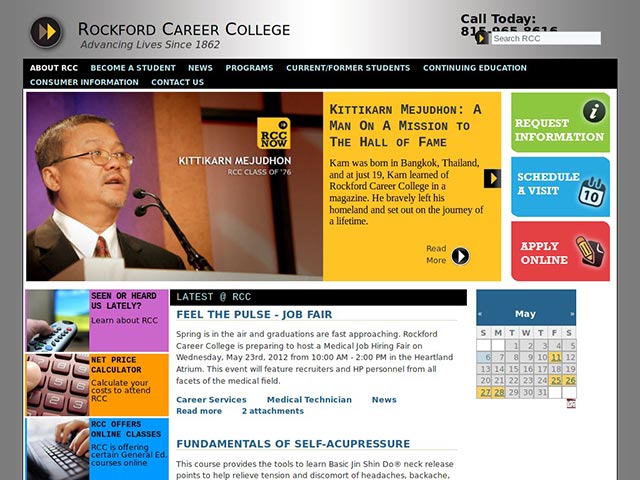 Rockford Career College
Advancing Lives Since 1862
Call Today:
815-965-8616
Search RCC
ABOUT RCC BECOME A STUDENT NEWS PROGRAMS CURRENT/FORMER STUDENTS CONTINUING EDUCATION
CONSUMER INFORMATION CONTACT US
RCC
NOW
KITTIKARN MEJUDHON
RCC CLASS OF '76
Kittikarn Mejudhon: A
Man On A Mission to
The Hall of Fame
Karn was born in Bangkok, Thailand,
and at just 19, Karn learned of
Rockford Career College in a
magazine. He bravely left his
homeland and set out on the journey of
a lifetime.
Read
More
REQUEST
INFORMATION
i
SCHEDULE
A VISIT
10
APPLY
ONLINE
SEEN OR HEARD
US LATELY?
Learn about RCC
NET PRICE
CALCULATOR
Calculate your
costs to attend
RCC
RCC OFFERS
ONLINE CLASSES
RCC is offering
certain General Ed.
courses online
LATEST @ RCC
FEEL THE PULSE - JOB FAIR
Spring is in the air and graduations are fast approaching. Rockford
Career College is preparing to host a Medical Job Hiring Fair on
Wednesday, May 23rd, 2012 from 10:00 AM - 2:00 PM in the Heartland
Atrium. This event will feature recruiters and HP personnel from all
facets of the medical field.
Career Services Medical Technician News
Read more 2 attachments
FUNDAMENTALS OF SELF-ACUPRESSURE
This course provides the tools to learn Basic Jin Shin Do® neck release
points to help relieve tension and discomort of headaches, backache,
« May »
S M T W T F S
1 2 3 4 5
6 7 8 9 10 11 12
13 14 15 16 17 18 19
20 21 22 23 24 25 26
27 28 29 30 31